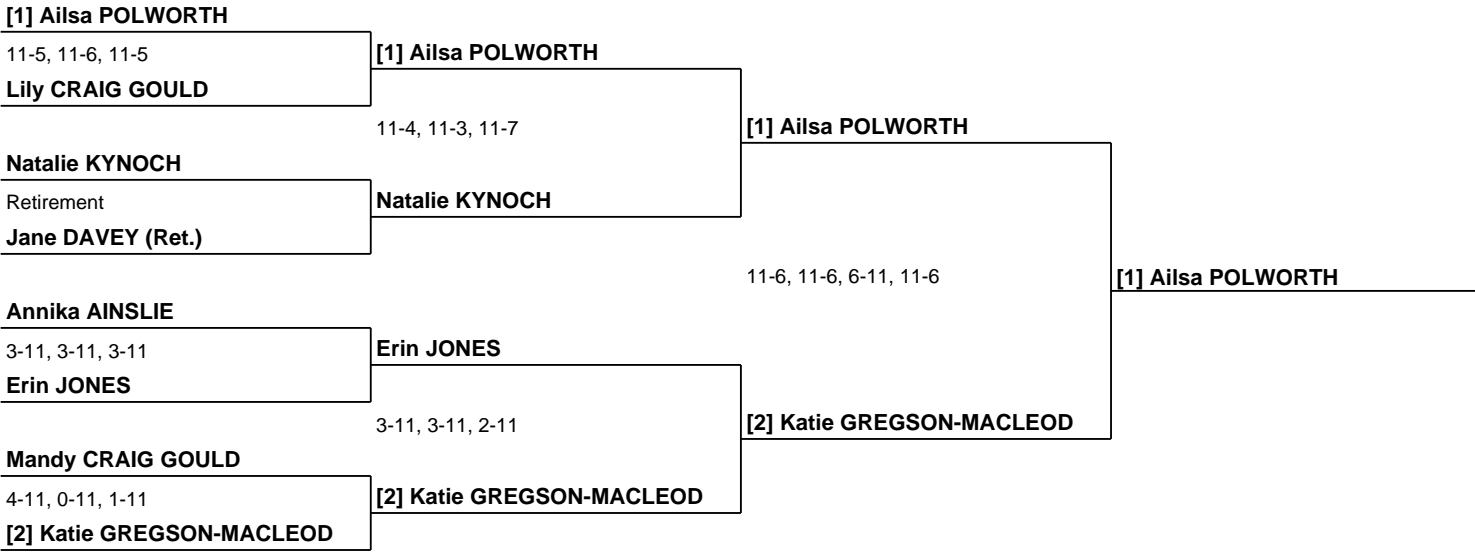 [1] Ailsa POLWORTH
11-5, 11-6, 11-5
[1] Ailsa POLWORTH
Lily CRAIG GOULD
11-4, 11-3, 11-7
[1] Ailsa POLWORTH
Natalie KYNOCH
Retirement
Natalie KYNOCH
Jane DAVEY (Ret.)
11-6, 11-6, 6-11, 11-6
[1] Ailsa POLWORTH
Annika AINSLIE
3-11, 3-11, 3-11
Erin JONES
Erin JONES
3-11, 3-11, 2-11
[2] Katie GREGSON-MACLEOD
Mandy CRAIG GOULD
4-11, 0-11, 1-11
[2] Katie GREGSON-MACLEOD
[2] Katie GREGSON-MACLEOD